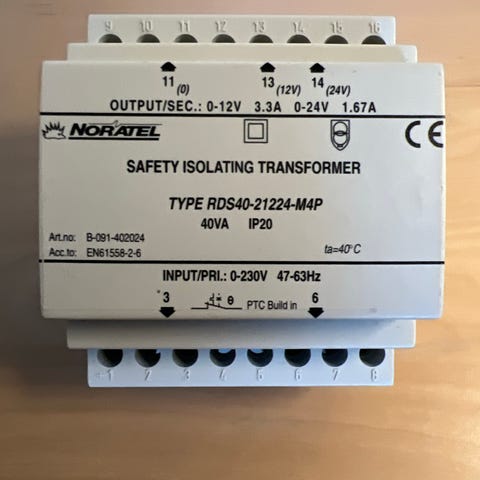 9 10 11 12 13 14 15 16
11 (0) 13 (12V) 14 (24V)
OUTPUT/SEC.: 0-12V 3.3A 0-24V 1.67A
NORATEL CE
SAFETY ISOLATING TRANSFORMER
TYPE RDS40-21224-M4P
40VA IP20
Art.no: B-091-402024
Acc.to: EN61558-2-6 ta=40°C
INPUT/PRI.: 0-230V 47-63Hz
3 θ PTC Build in 6
1 2 3 4 5 6 7 8